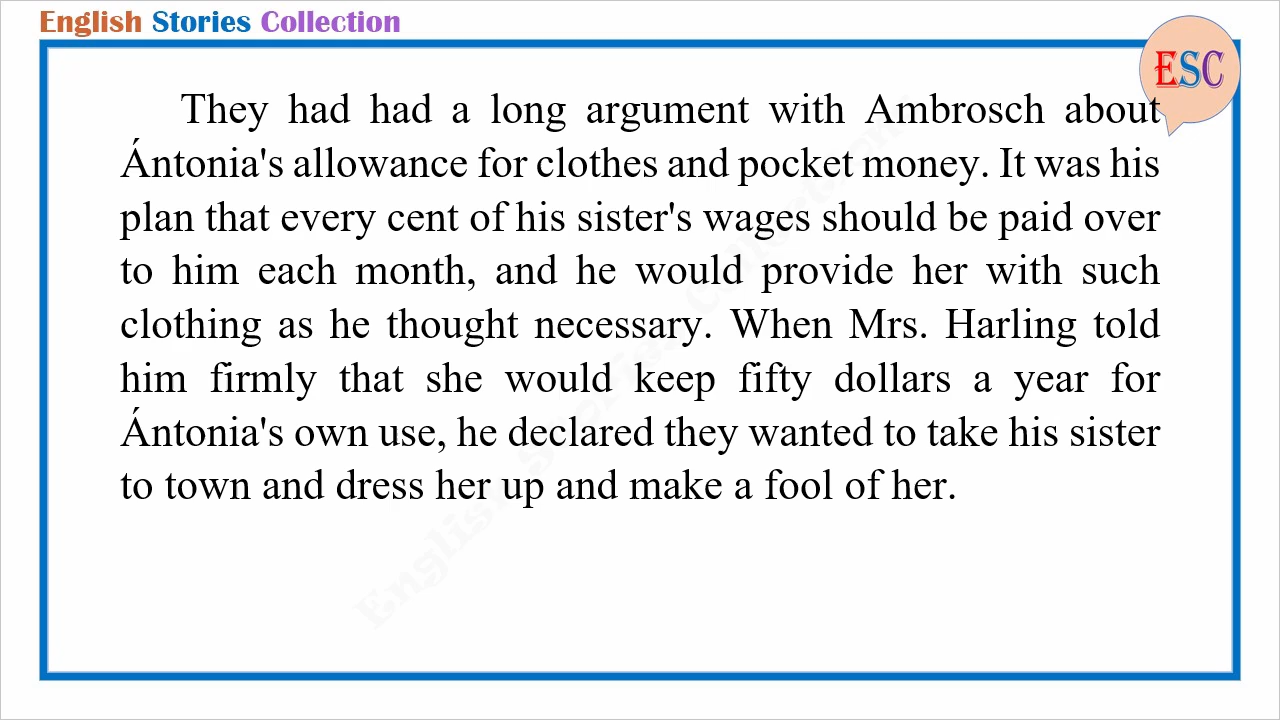 English Stories Collection
ESC
They had had a long argument with Ambrosch about
Ántonia's allowance for clothes and pocket money. It was his
plan that every cent of his sister's wages should be paid over
to him each month, and he would provide her with such
clothing as he thought necessary. When Mrs. Harling told
him firmly that she would keep fifty dollars a year for
Ántonia's own use, he declared they wanted to take his sister
to town and dress her up and make a fool of her.